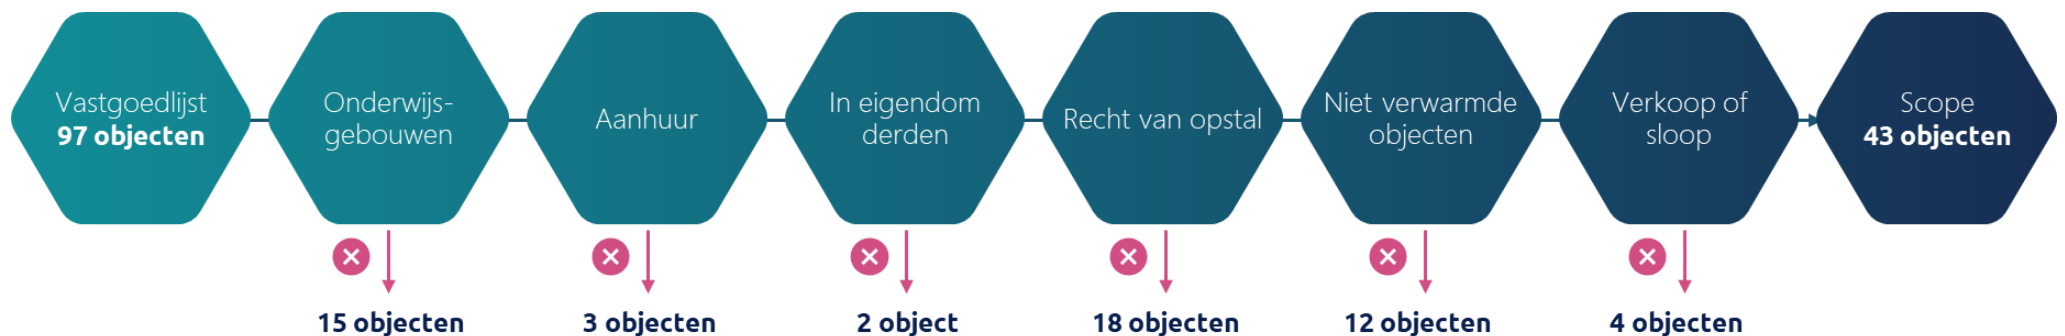 Vastgoedlijst
97 objecten
Onderwijs-
gebouwen
Aanhuur
In eigendom
derden
Recht van opstal
Niet verwarmde
objecten
Verkoop of
sloop
Scope
43 objecten
15 objecten
3 objecten
2 object
18 objecten
12 objecten
4 objecten